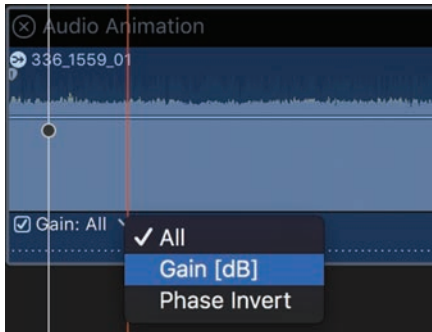 Audio Animation
336_1559_01
Gain: All
All
Gain [dB]
Phase Invert